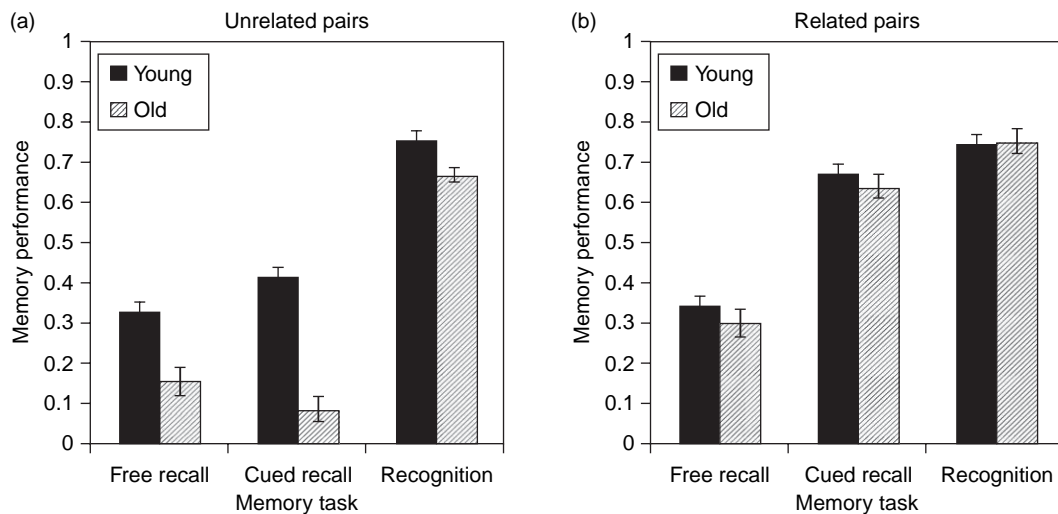 (a) Unrelated pairs
Memory performance
1
0.9
0.8
0.7
0.6
0.5
0.4
0.3
0.2
0.1
0
Young
Old
Free recall Cued recall Recognition
Memory task
(b) Related pairs
Memory performance
1
0.9
0.8
0.7
0.6
0.5
0.4
0.3
0.2
0.1
0
Young
Old
Free recall Cued recall Recognition
Memory task